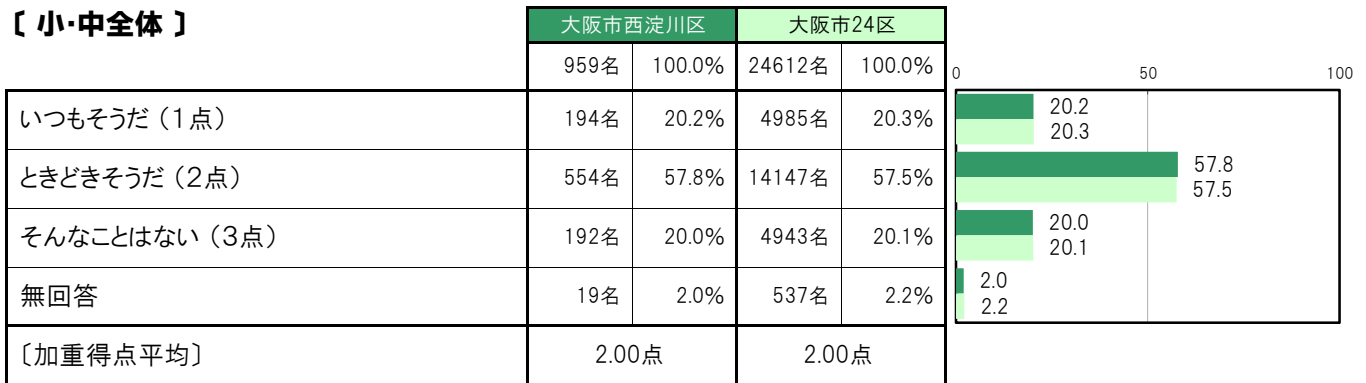 〔 小・中全体 〕
大阪市西淀川区 大阪市24区
959名 100.0% 24612名 100.0%
0 50 100
いつもそうだ（1点） 194名 20.2% 4985名 20.3%
20.2
20.3
ときどきそうだ（2点） 554名 57.8% 14147名 57.5%
57.8
57.5
そんなことはない（3点） 192名 20.0% 4943名 20.1%
20.0
20.1
無回答 19名 2.0% 537名 2.2%
2.0
2.2
〔加重得点平均〕 2.00点 2.00点